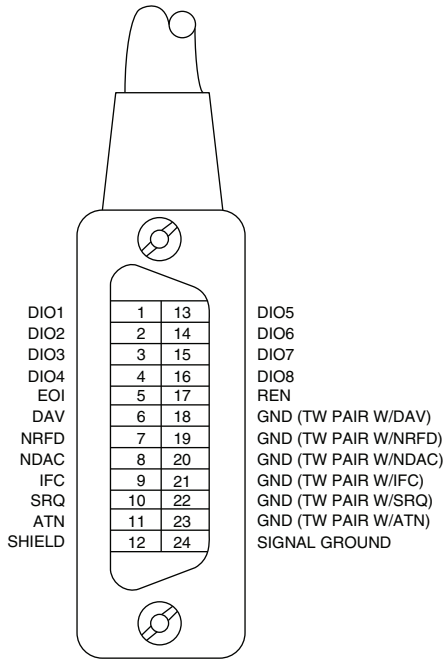 DIO1 1 13 DIO5
DIO2 2 14 DIO6
DIO3 3 15 DIO7
DIO4 4 16 DIO8
EOI 5 17 REN
DAV 6 18 GND (TW PAIR W/DAV)
NRFD 7 19 GND (TW PAIR W/NRFD)
NDAC 8 20 GND (TW PAIR W/NDAC)
IFC 9 21 GND (TW PAIR W/IFC)
SRQ 10 22 GND (TW PAIR W/SRQ)
ATN 11 23 GND (TW PAIR W/ATN)
SHIELD 12 24 SIGNAL GROUND